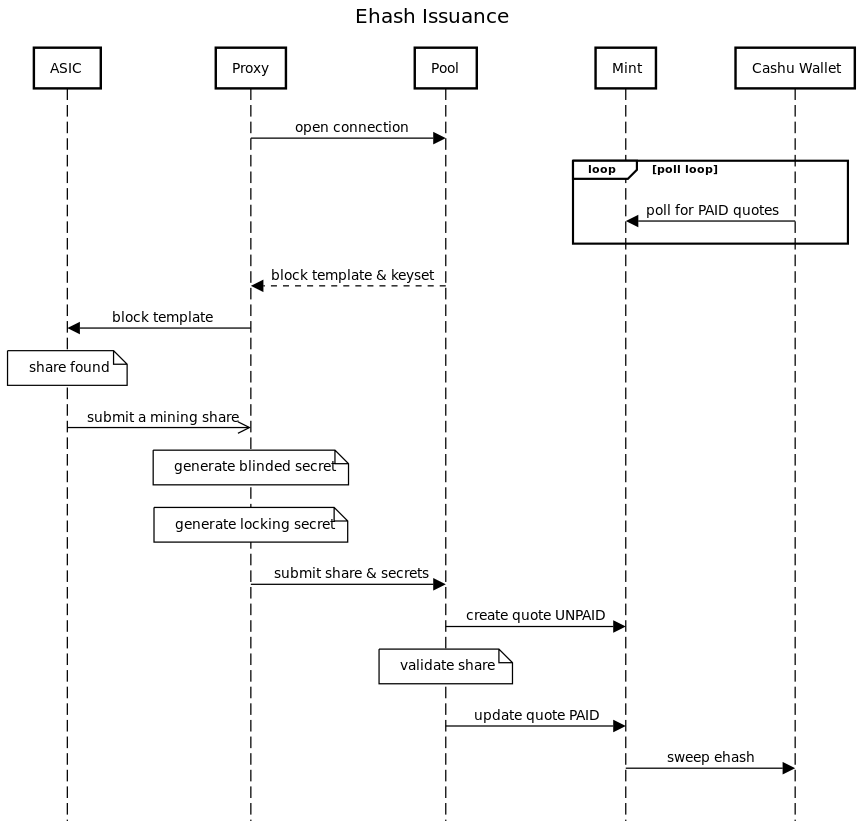 Ehash Issuance
ASIC
Proxy
Pool
Mint
Cashu Wallet
open connection
loop
[poll loop]
poll for PAID quotes
block template & keyset
block template
share found
submit a mining share
generate blinded secret
generate locking secret
submit share & secrets
create quote UNPAID
validate share
update quote PAID
sweep ehash